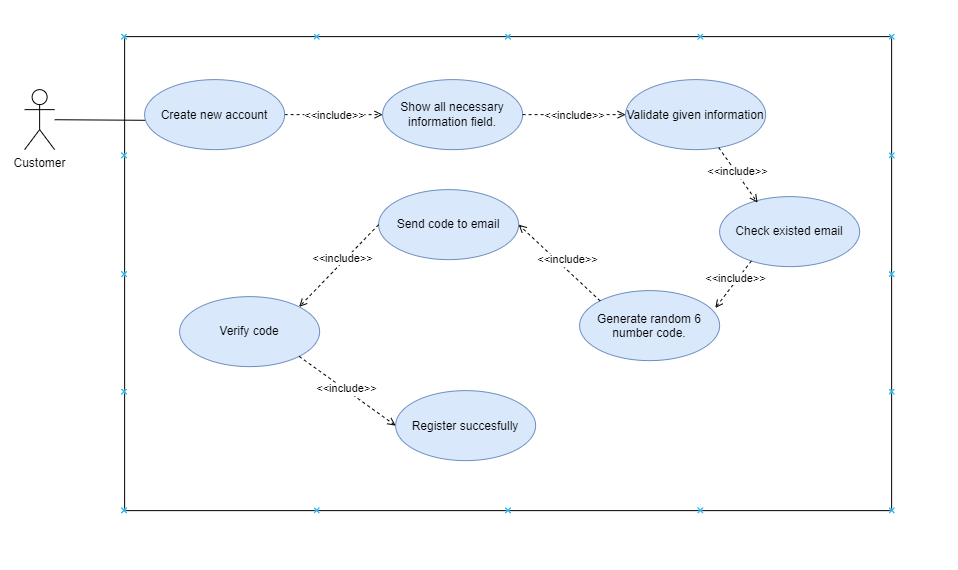 Create new account
<<include>>
Show all necessary
information field.
<<include>>
Validate given information
Customer
<<include>>
Send code to email
Check existed email
<<include>>
<<include>>
<<include>>
Generate random 6
number code.
Verify code
<<include>>
Register succesfully